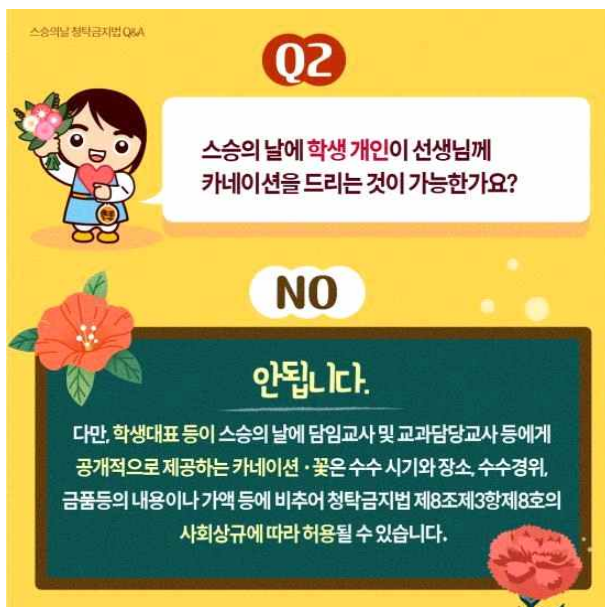 스승의날 청탁금지법 Q&A
Q2
스승의 날에 학생 개인이 선생님께
카네이션을 드리는 것이 가능한가요?
NO
안됩니다.
다만, 학생대표 등이 스승의 날에 담임교사 및 교과담당교사 등에게
공개적으로 제공하는 카네이션·꽃은 수수 시기와 장소, 수수경위,
금품등의 내용이나 가액 등에 비추어 청탁금지법 제8조제3항제8호의
사회상규에 따라 허용될 수 있습니다.